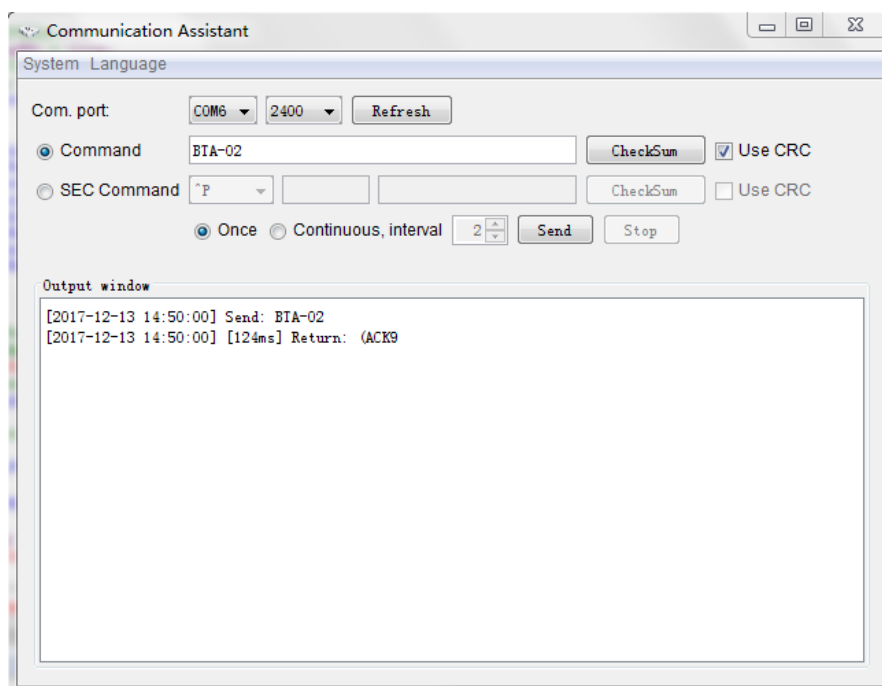 Communication Assistant
System Language
Com. port: COM6 2400 Refresh
Command BTA-02 CheckSum Use CRC
SEC Command ^P CheckSum Use CRC
Once Continuous, interval 2 Send Stop
Output window
[2017-12-13 14:50:00] Send: BTA-02
[2017-12-13 14:50:00] [124ms] Return: (ACK9